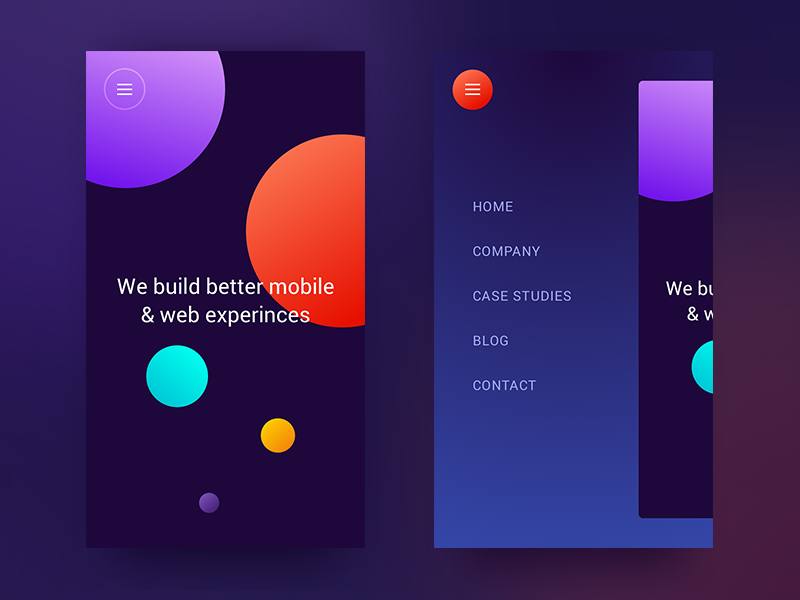 We build better mobile
& web experinces
HOME
COMPANY
CASE STUDIES
BLOG
CONTACT
We bu
& w